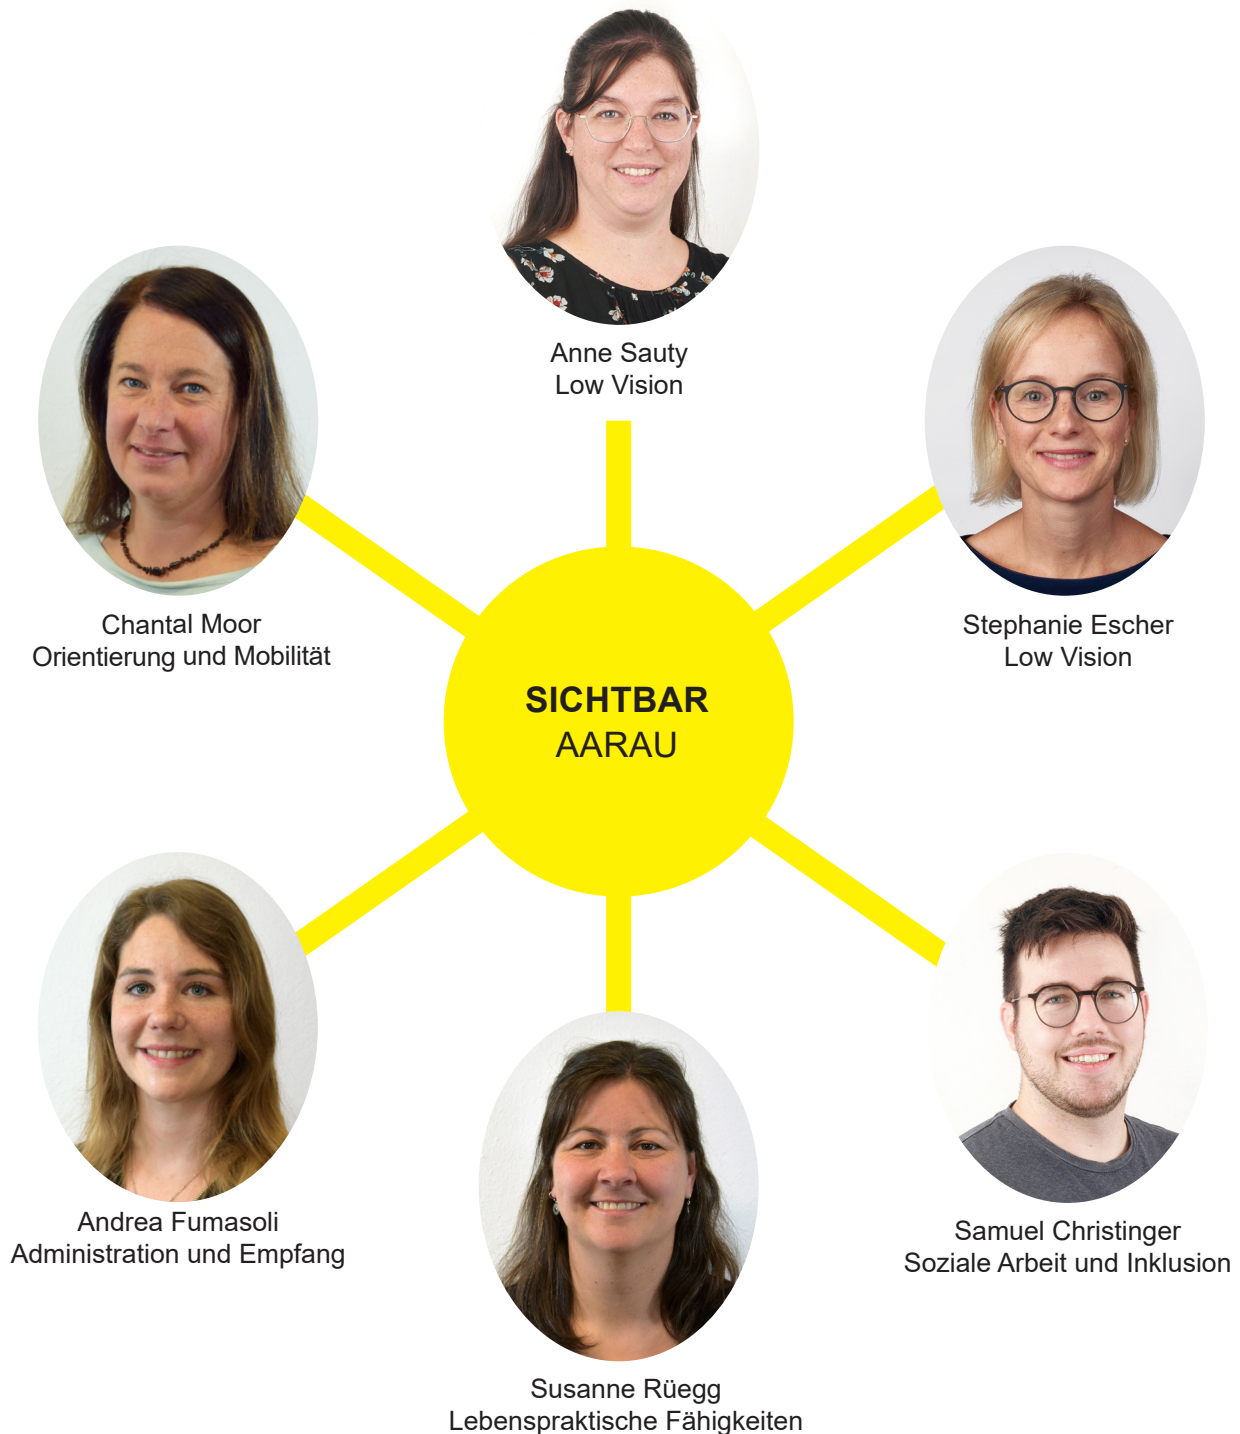 Anne Sauty
Low Vision
Chantal Moor
Orientierung und Mobilität
Stephanie Escher
Low Vision
SICHTBAR
AARAU
Andrea Fumasoli
Administration und Empfang
Samuel Christinger
Soziale Arbeit und Inklusion
Susanne Rüegg
Lebenspraktische Fähigkeiten